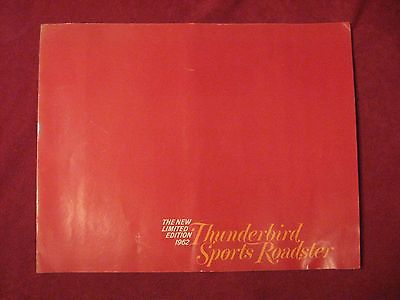 THE NEW
LIMITED
EDITION
1962
Thunderbird
Sports Roadster